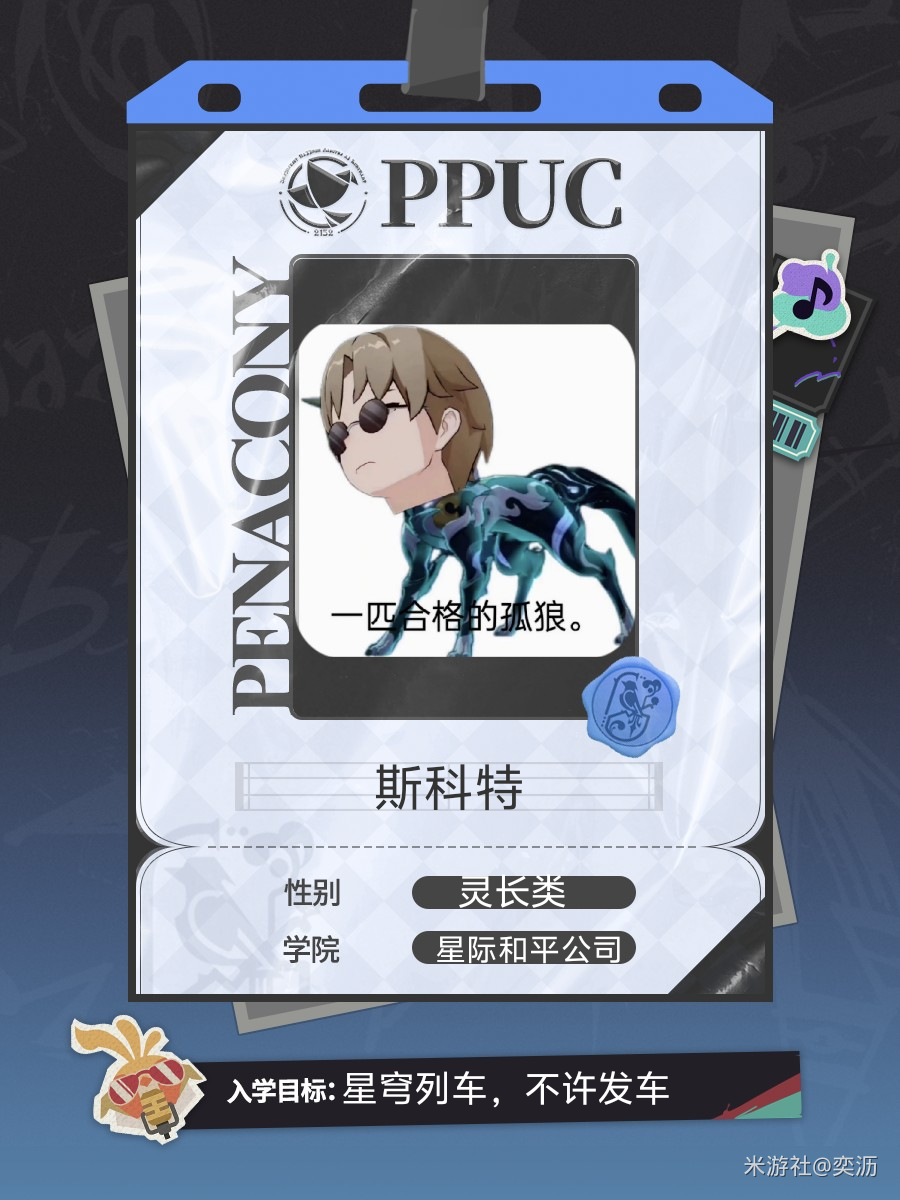 PPUC
2152
PENACONY
一匹合格的孤狼。
斯科特
性别 灵长类
学院 星际和平公司
入学目标：星穹列车，不许发车
米游社@奕沥